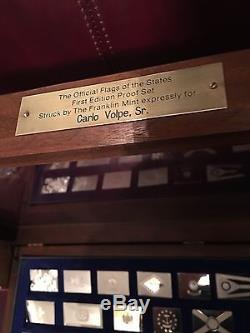 The Official Flags of the States
First Edition Proof Set
Struck by The Franklin Mint expressly for
Carlo Volpe, Sr.